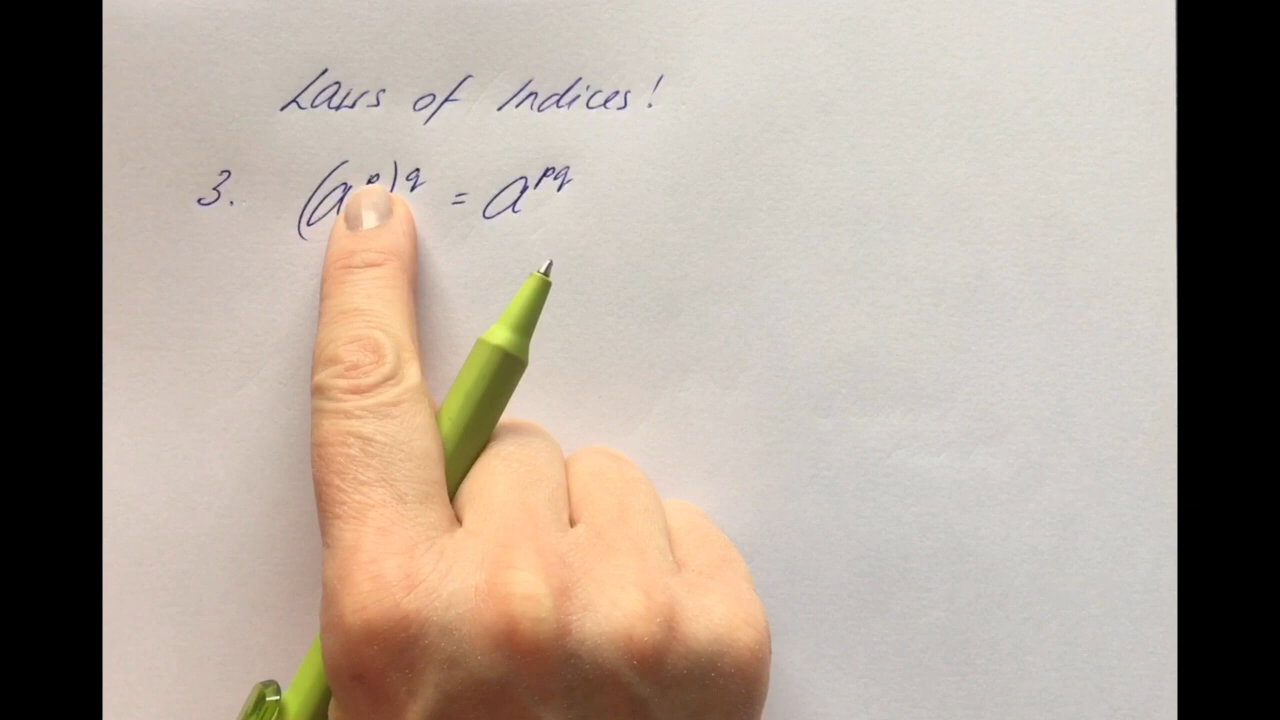 Laws of Indices!
3. (a^p)^q = a^pq